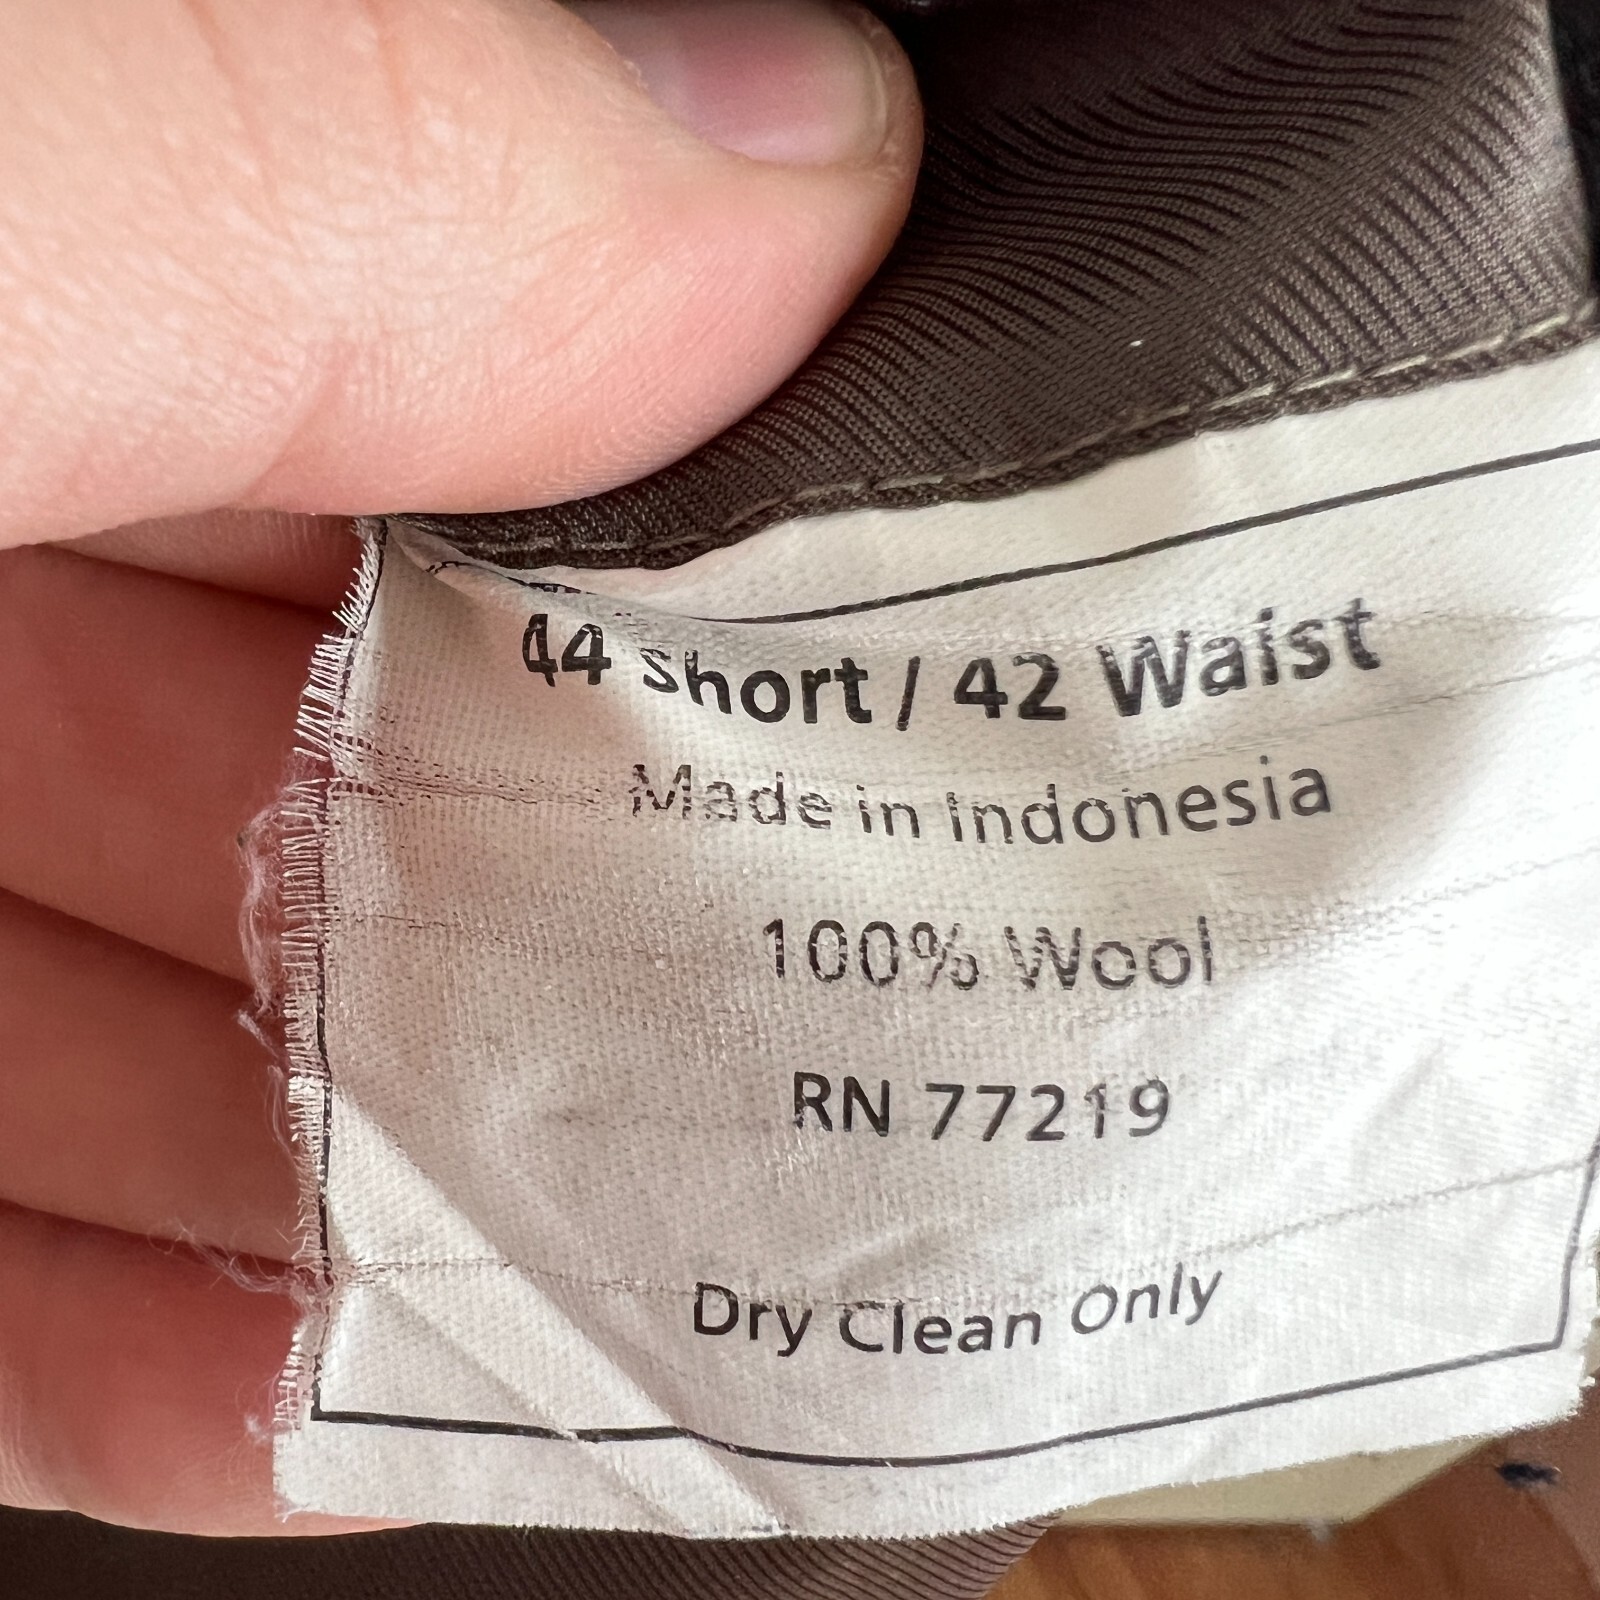 44 Short / 42 Waist
Made in Indonesia
100% Wool
RN 77219
Dry Clean Only